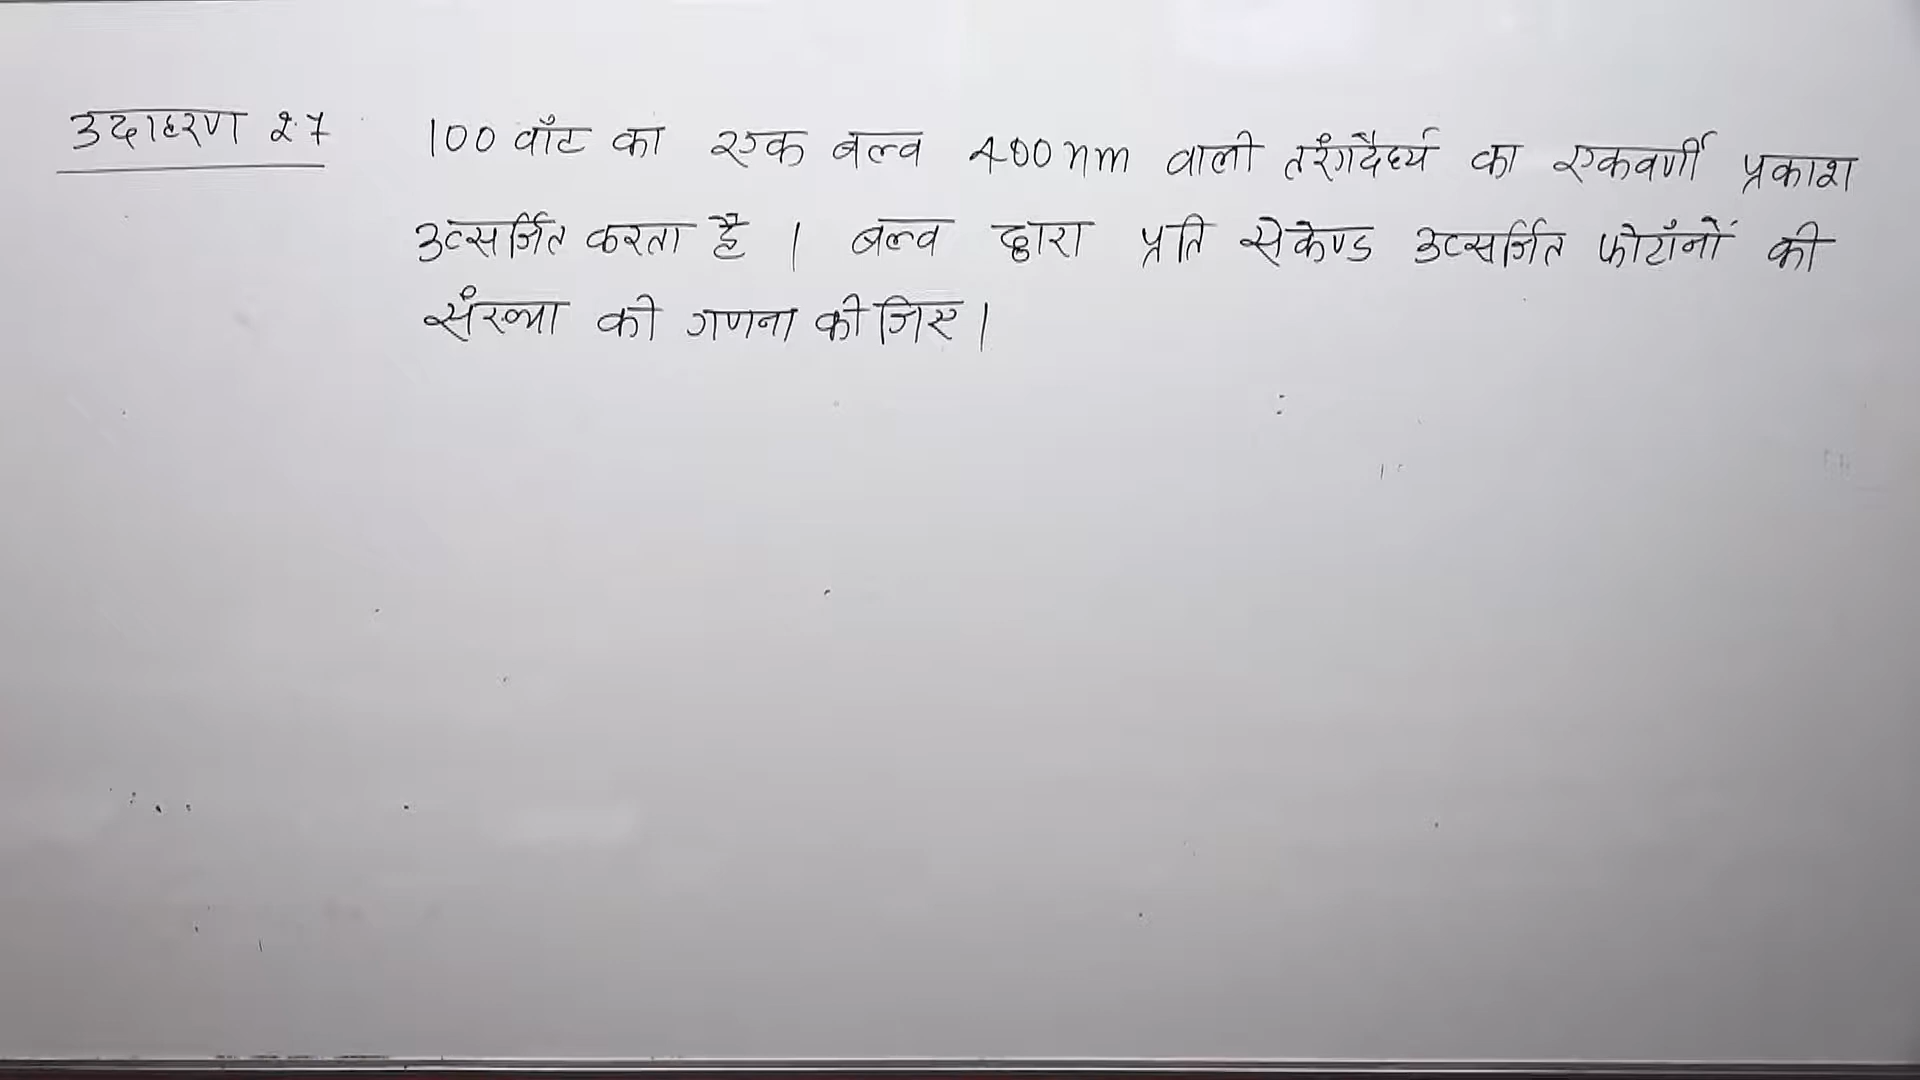 उदाहरण 2.7 100 वॉट का एक बल्व 400 nm वाली तरंगदैर्ध्य का एकवर्णी प्रकाश
उत्सर्जित करता है । बल्व द्वारा प्रति सेकेण्ड उत्सर्जित फोटॉनों की
संख्या की गणना कीजिए ।